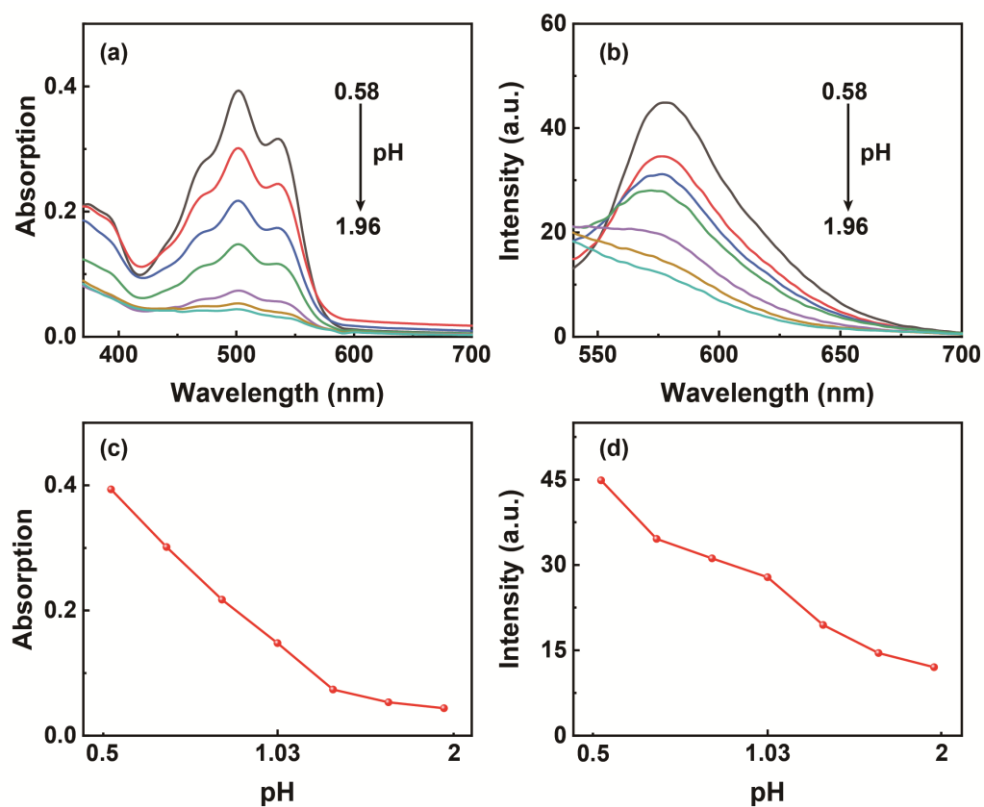 (a)
0.58
pH
1.96
0.4
0.2
0.0
Absorption
400 500 600 700
Wavelength (nm)
(b)
0.58
pH
1.96
60
40
20
0
Intensity (a.u.)
550 600 650 700
Wavelength (nm)
(c)
0.4
0.2
0.0
Absorption
0.5 1.03 2
pH
(d)
45
30
15
0
Intensity (a.u.)
0.5 1.03 2
pH